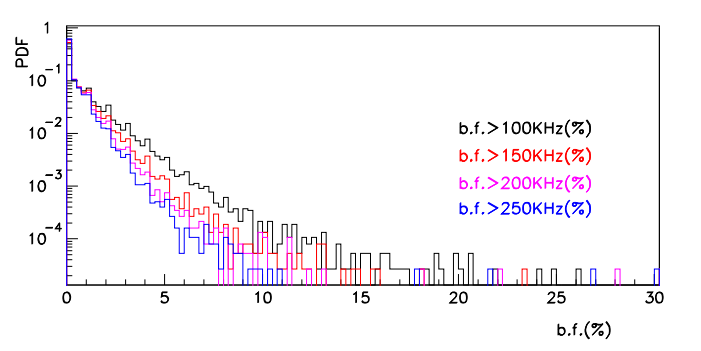 PDF
1
10^-1
10^-2
10^-3
10^-4
b.f.>100KHz(%)
b.f.>150KHz(%)
b.f.>200KHz(%)
b.f.>250KHz(%)
0 5 10 15 20 25 30
b.f.(%)